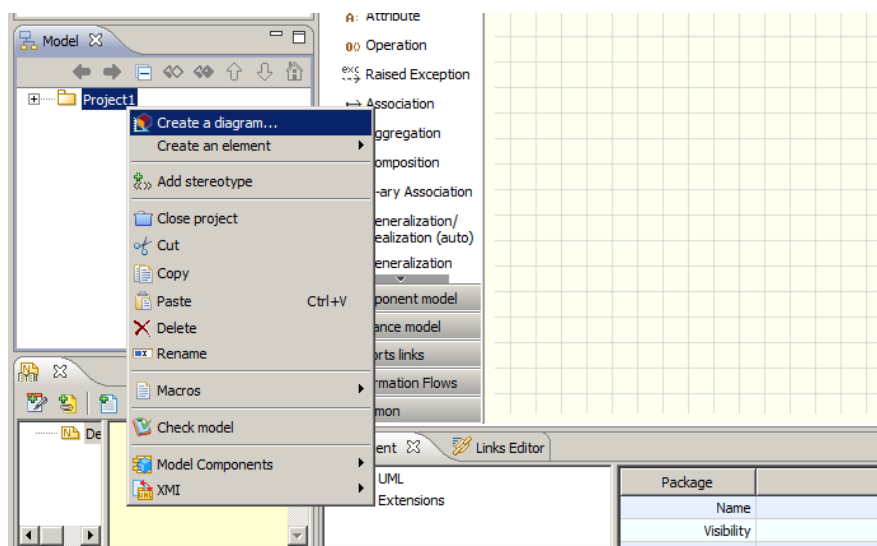 Model
Project1
Create a diagram...
Create an element
Add stereotype
Close project
Cut
Copy
Paste Ctrl+V
Delete
Rename
Macros
Check model
Model Components
XMI
A: Attribute
Operation
exc Raised Exception
Association
ggregation
omposition
-ary Association
eneralization/
ealization (auto)
eneralization
ponent model
ance model
orts links
rmation Flows
mon
N
De
ent
Links Editor
UML
Extensions
Package
Name
Visibility